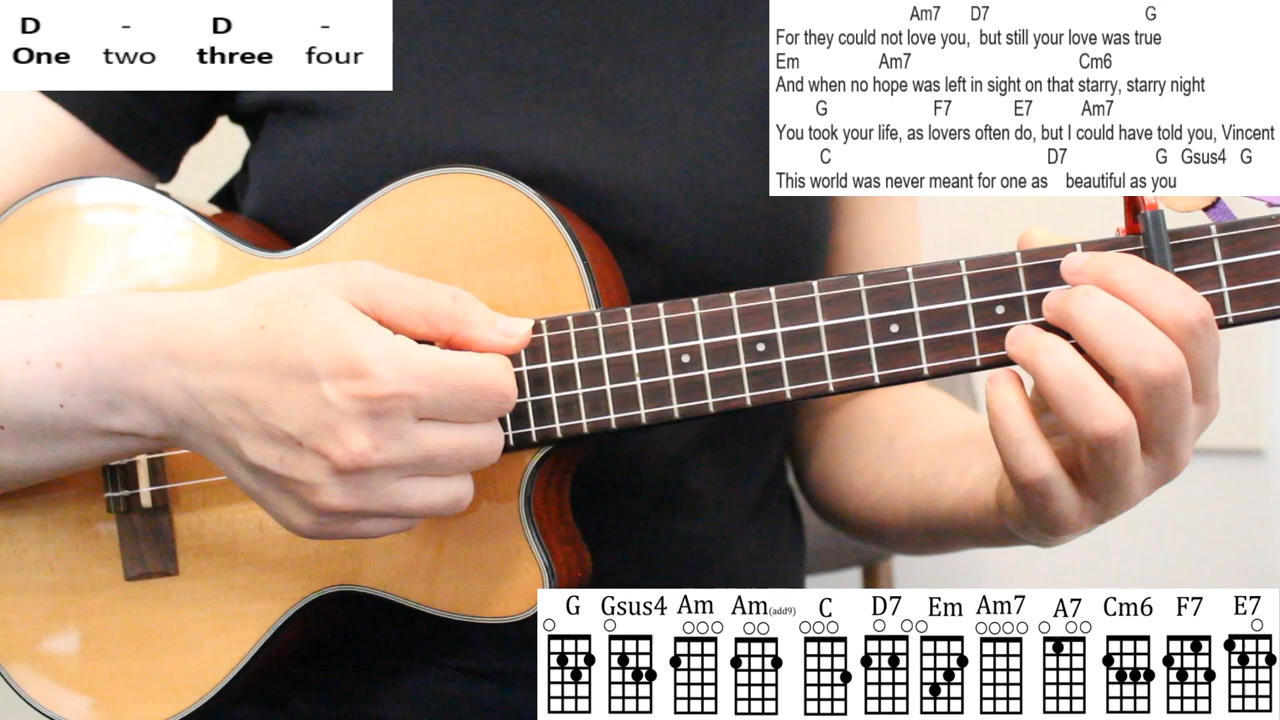 D - D -
One two three four
Am7 D7 G
For they could not love you, but still your love was true
Em Am7 Cm6
And when no hope was left in sight on that starry, starry night
G F7 E7 Am7
You took your life, as lovers often do, but I could have told you, Vincent
C D7 G Gsus4 G
This world was never meant for one as beautiful as you
G Gsus4 Am Am(add9) C D7 Em Am7 A7 Cm6 F7 E7